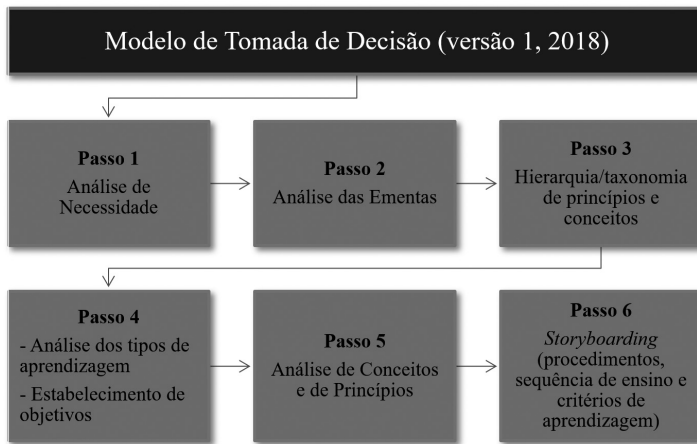 Modelo de Tomada de Decisão (versão 1, 2018)
Passo 1
Análise de
Necessidade
Passo 2
Análise das Ementas
Passo 3
Hierarquia/taxonomia
de princípios e
conceitos
Passo 4
- Análise dos tipos de
aprendizagem
- Estabelecimento de
objetivos
Passo 5
Análise de Conceitos
e de Princípios
Passo 6
Storyboarding
(procedimentos,
sequência de ensino e
critérios de
aprendizagem)